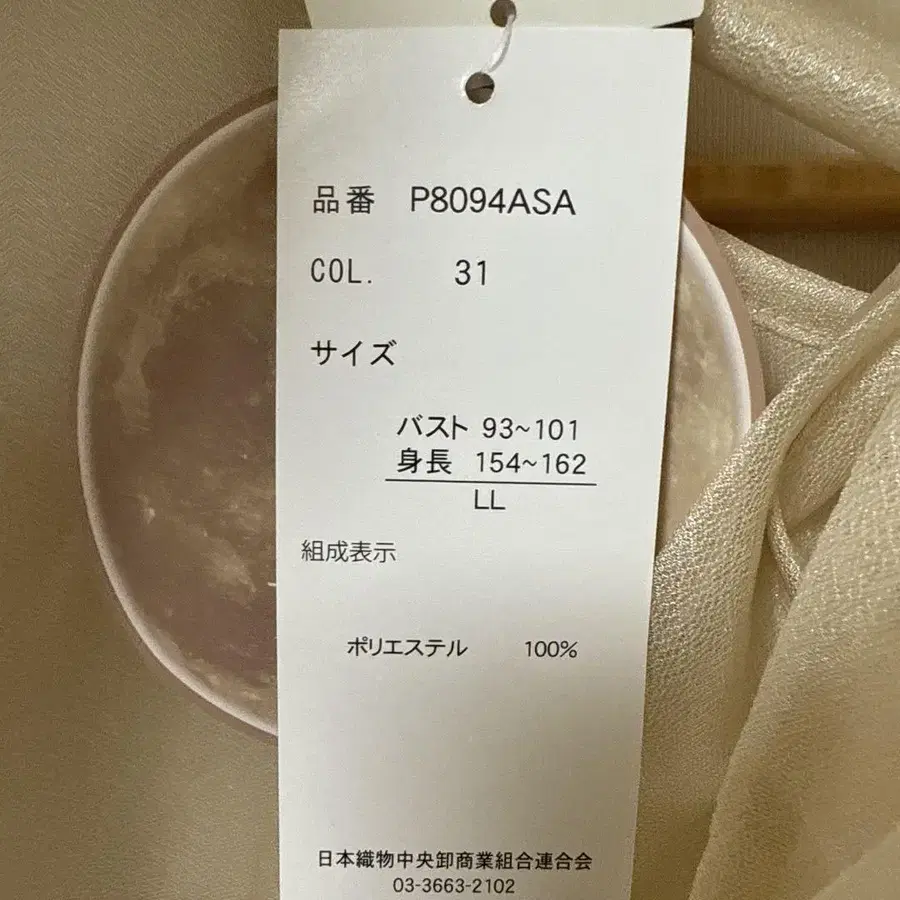 品番 P8094ASA
COL. 31
サイズ
バスト 93~101
身長 154~162
LL
組成表示
ポリエステル 100%
日本織物中央卸商業組合連合会
03-3663-2102